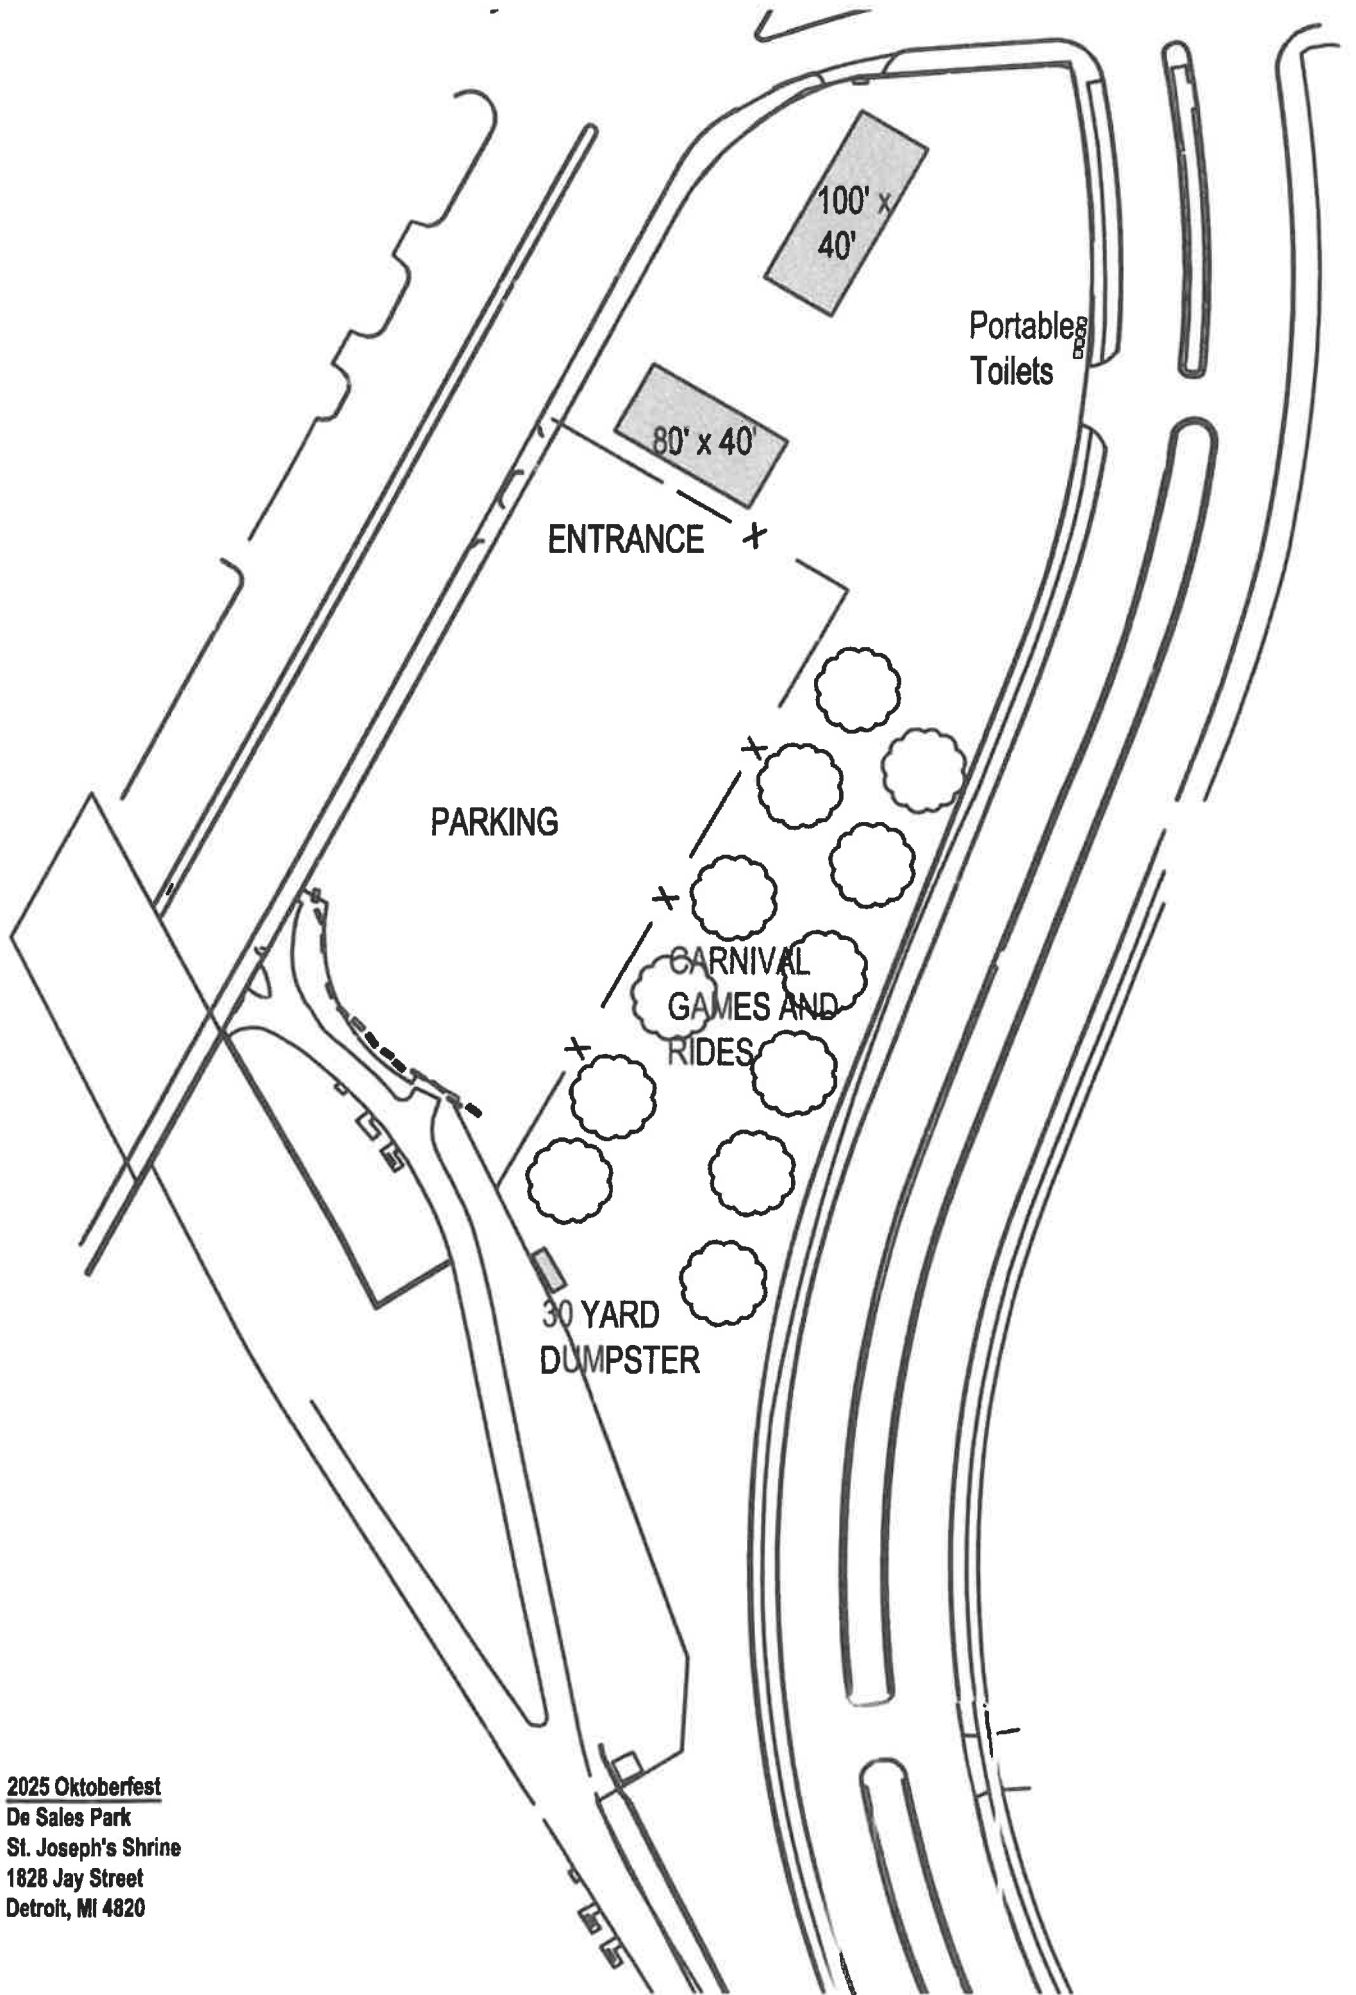 100' x
40'
Portable
Toilets
80' x 40'
ENTRANCE
PARKING
CARNIVAL
GAMES AND
RIDES
30 YARD
DUMPSTER
2025 Oktoberfest
De Sales Park
St. Joseph's Shrine
1828 Jay Street
Detroit, MI 4820